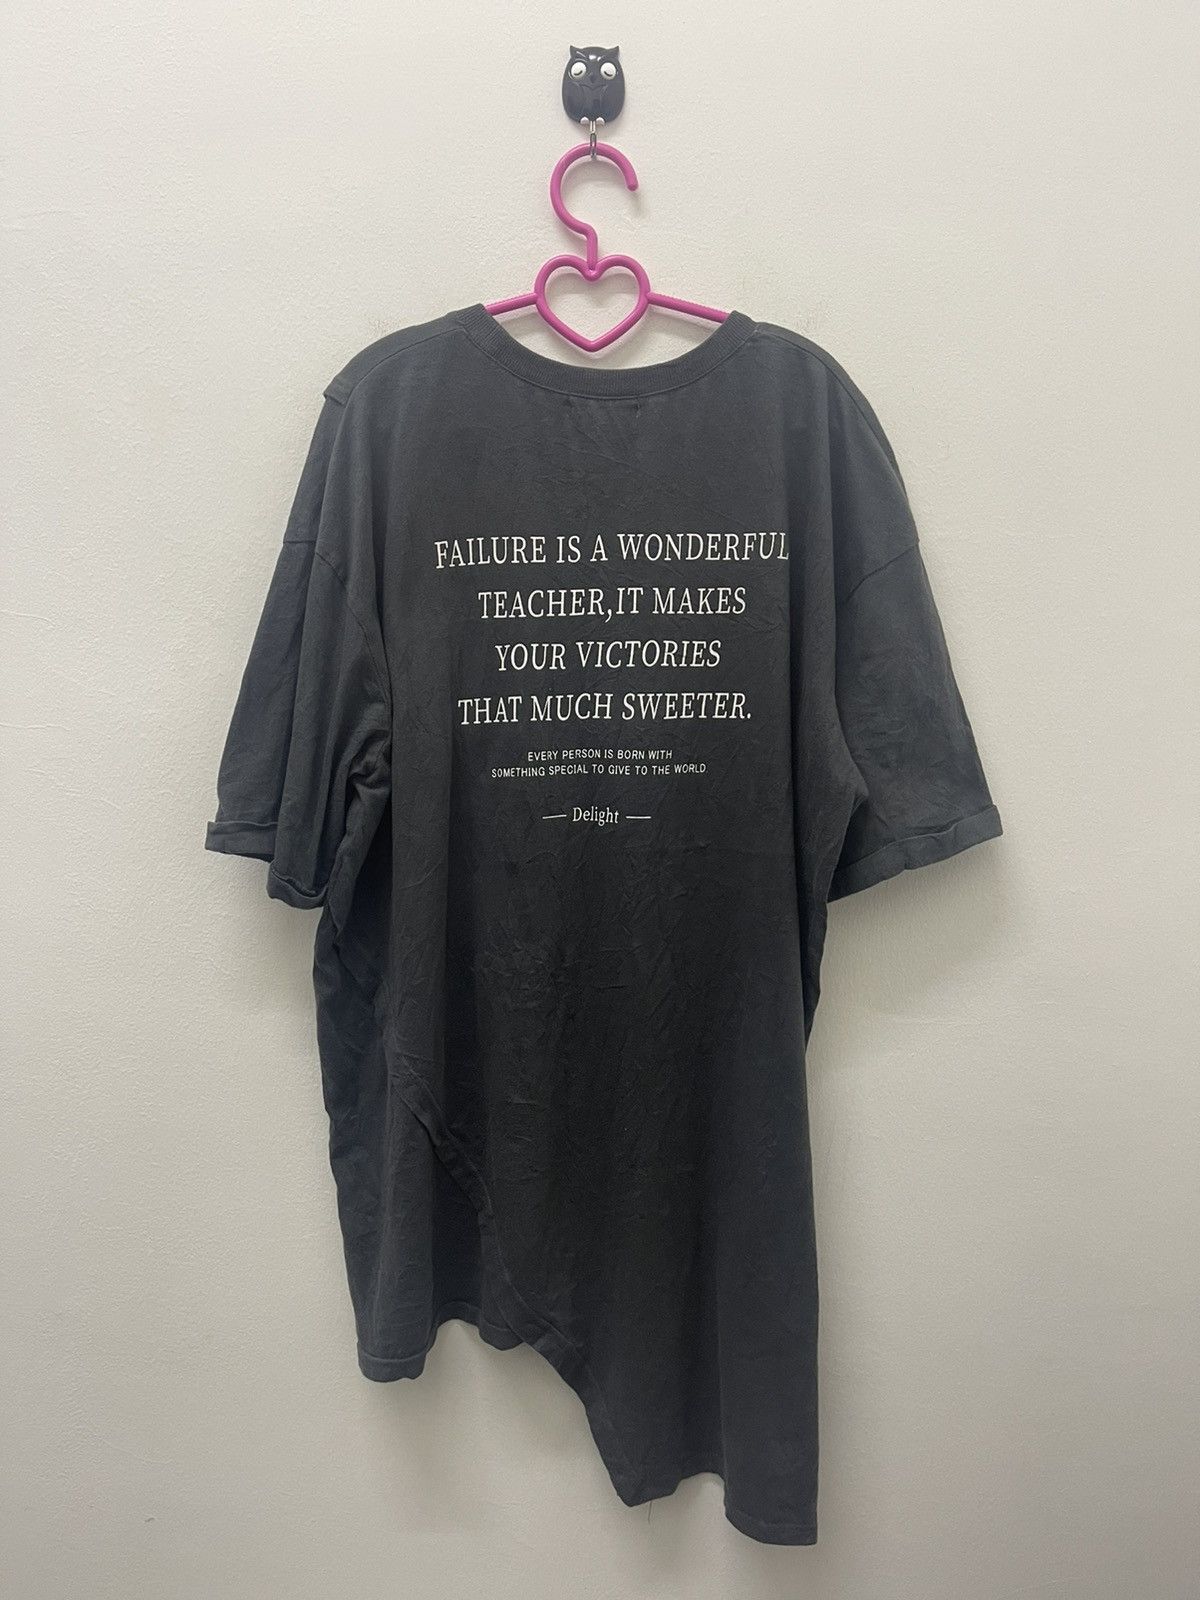 FAILURE IS A WONDERFUL
TEACHER,IT MAKES
YOUR VICTORIES
THAT MUCH SWEETER.
EVERY PERSON IS BORN WITH
SOMETHING SPECIAL TO GIVE TO THE WORLD.
— Delight —